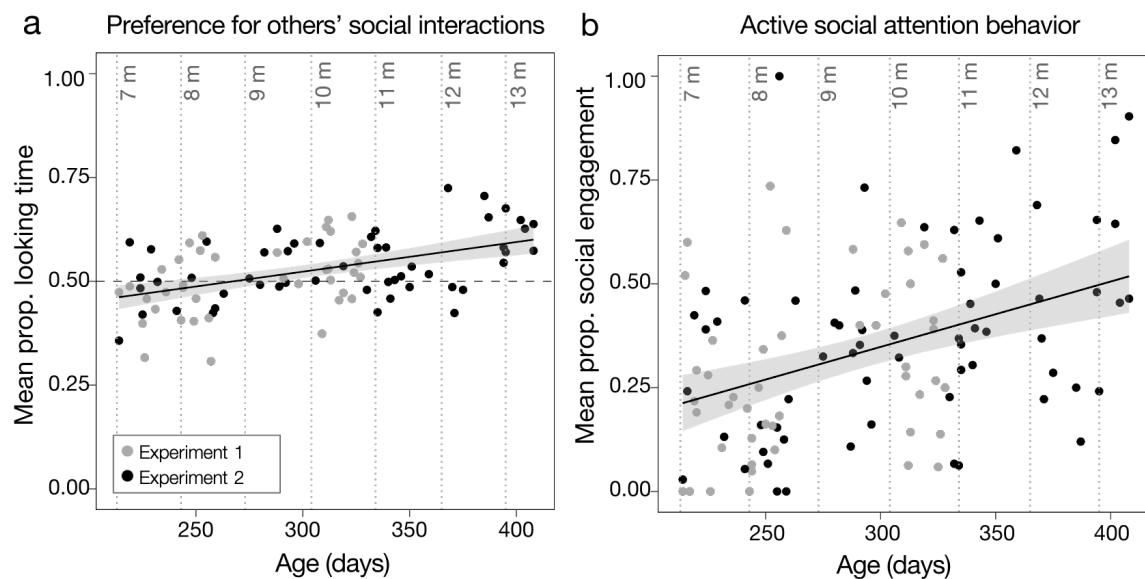 a Preference for others' social interactions
Mean prop. looking time
1.00
0.75
0.50
0.25
0.00
7 m
8 m
9 m
10 m
11 m
12 m
13 m
Experiment 1
Experiment 2
250
300
350
400
Age (days)
b Active social attention behavior
Mean prop. social engagement
1.00
0.75
0.50
0.25
0.00
7 m
8 m
9 m
10 m
11 m
12 m
13 m
250
300
350
400
Age (days)